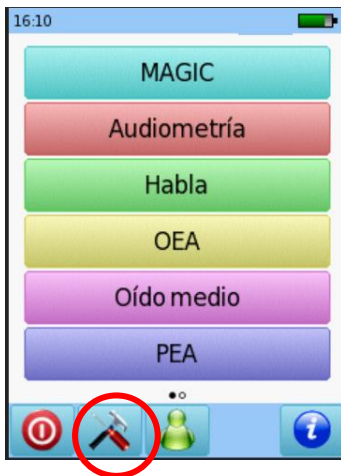 16:10
MAGIC
Audiometría
Habla
OEA
Oído medio
PEA
i